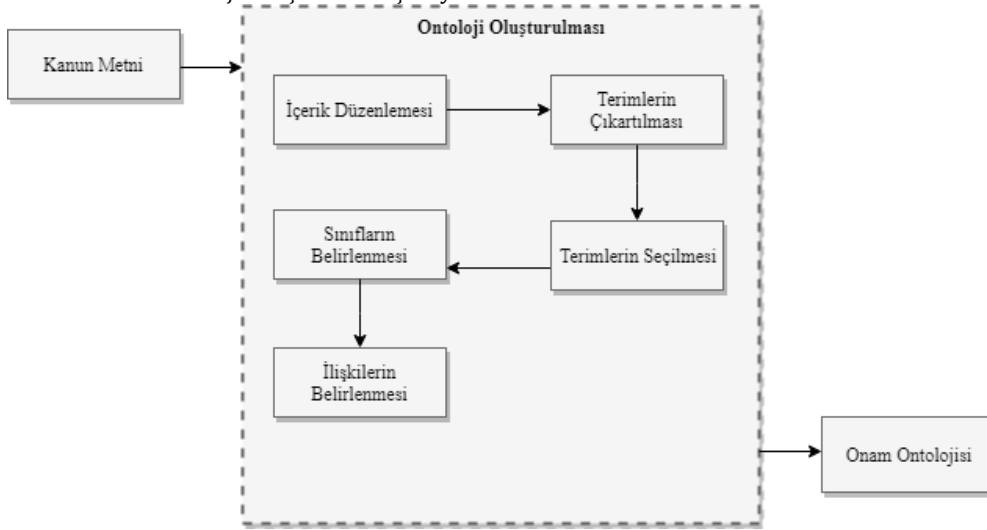 Ontoloji Oluşturulması
Kanun Metni
İçerik Düzenlemesi
Terimlerin
Çıkartılması
Sınıfların
Belirlenmesi
Terimlerin Seçilmesi
İlişkilerin
Belirlenmesi
Onam Ontolojisi